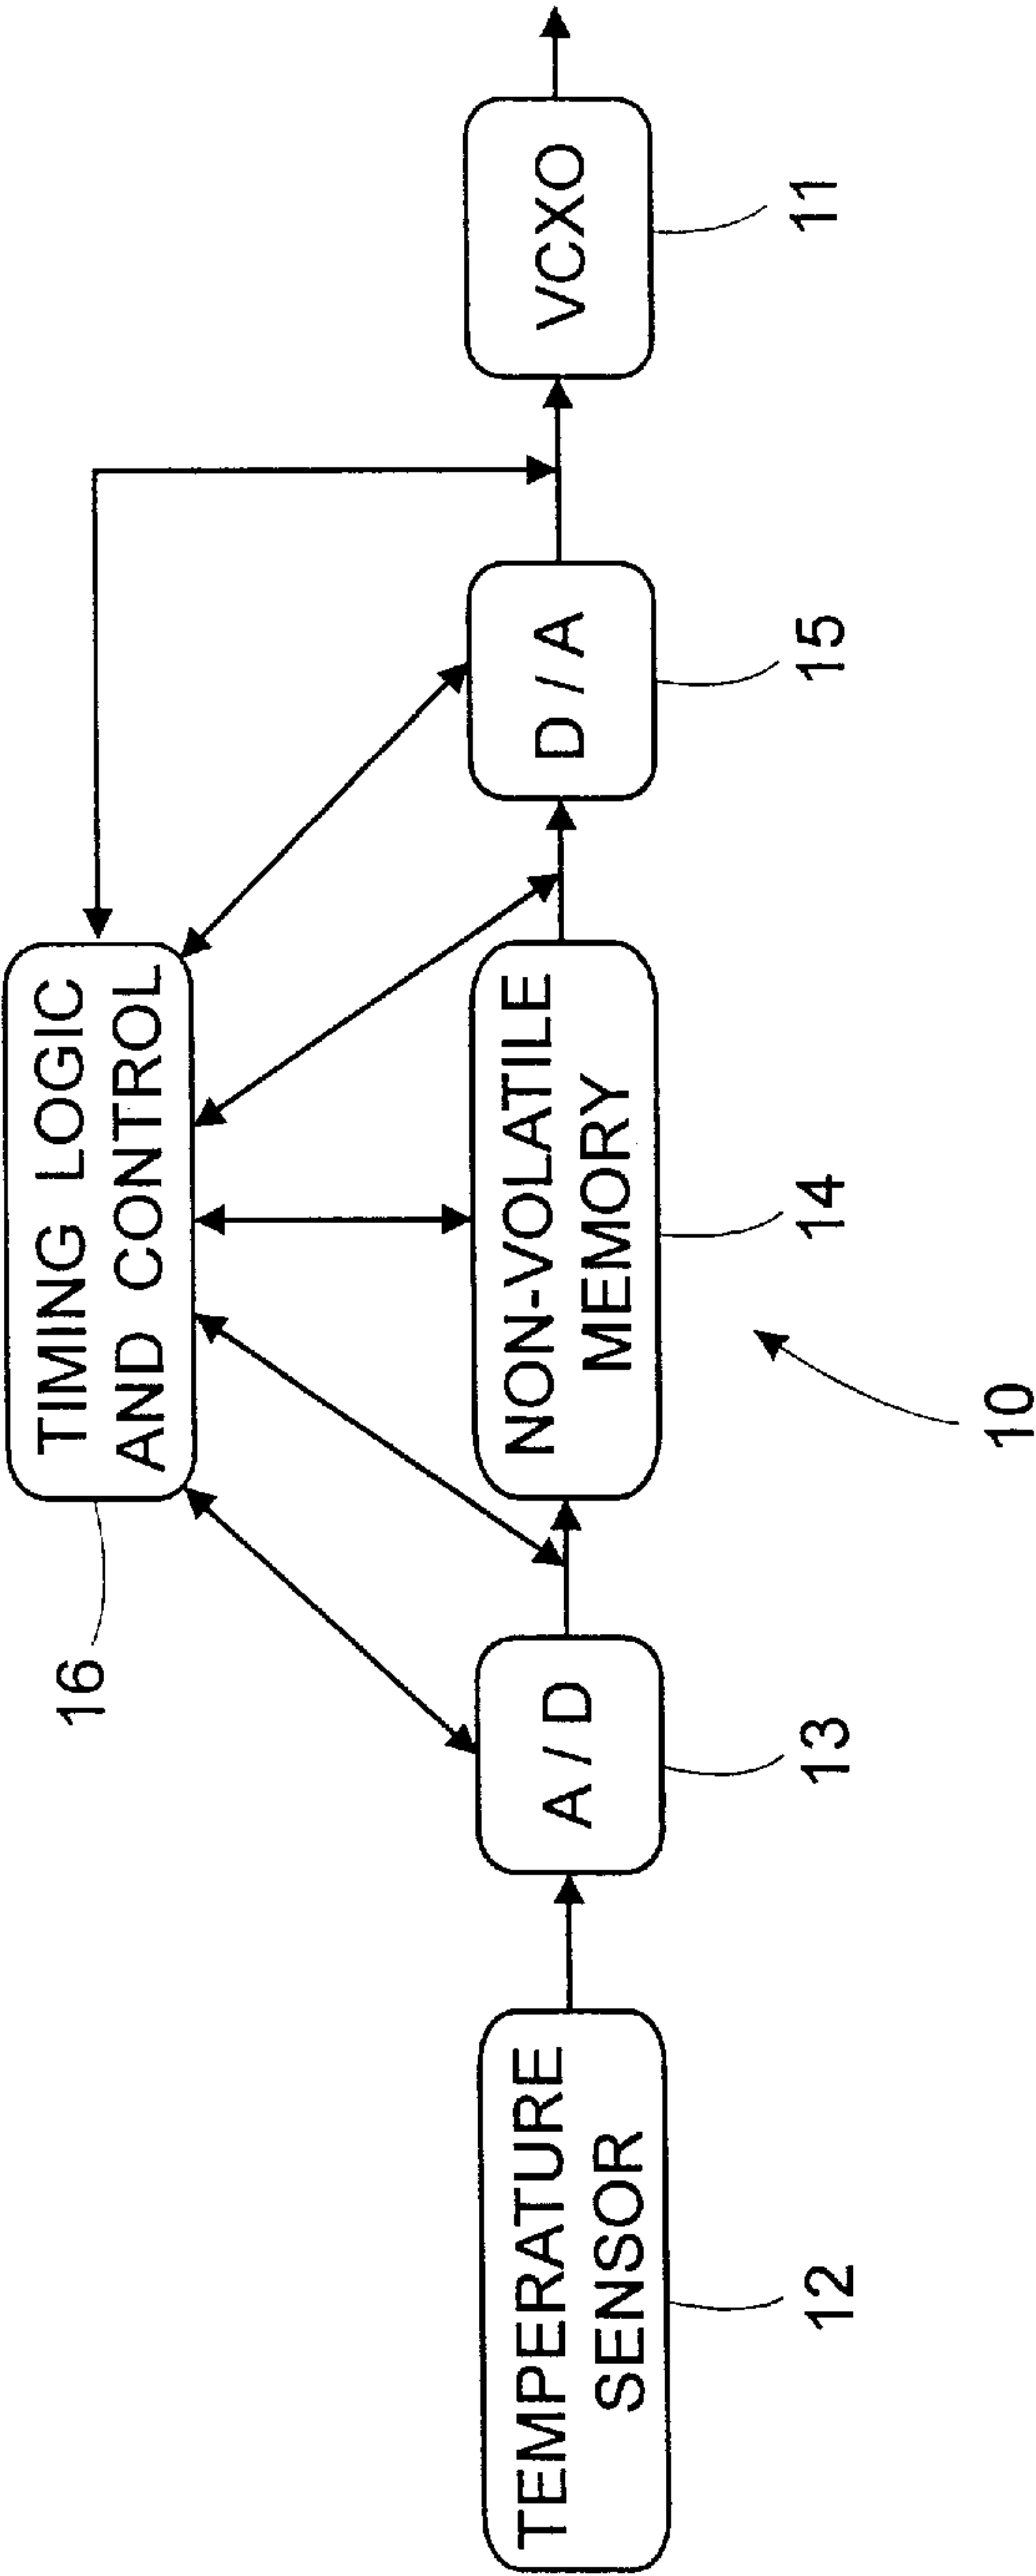 TIMING LOGIC
AND CONTROL
16
TEMPERATURE
SENSOR
12
A / D
13
NON-VOLATILE
MEMORY
14
D / A
15
VCXO
11
10